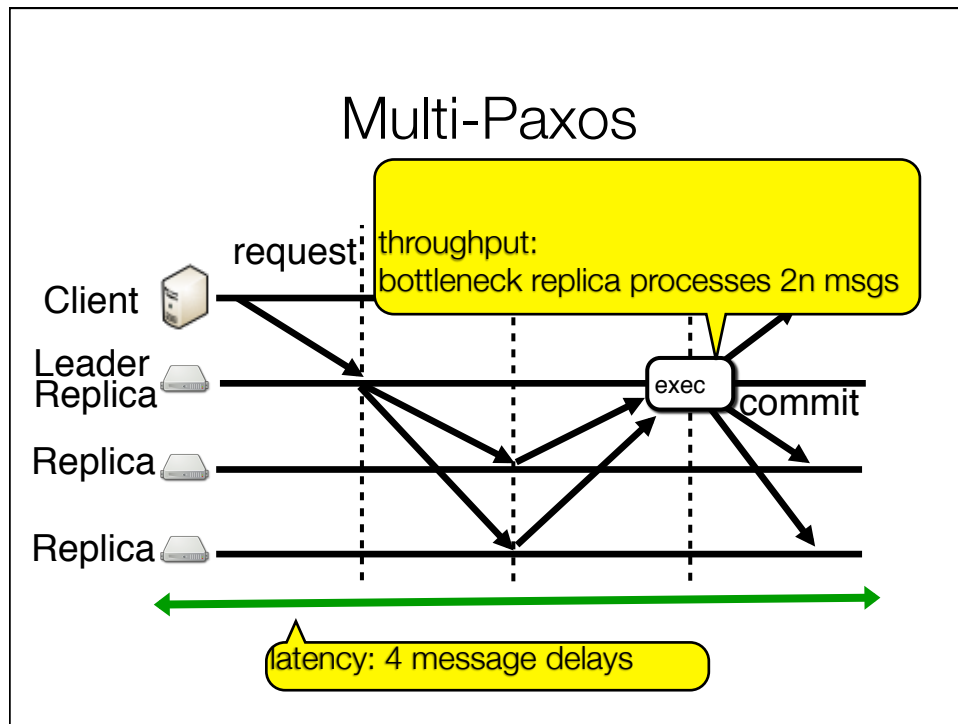 Multi-Paxos
request
throughput:
bottleneck replica processes 2n msgs
Client
Leader
Replica
exec
commit
Replica
Replica
latency: 4 message delays